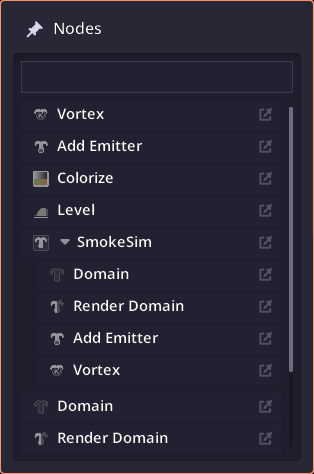 Nodes
Vortex
Add Emitter
Colorize
Level
SmokeSim
Domain
Render Domain
Add Emitter
Vortex
Domain
Render Domain